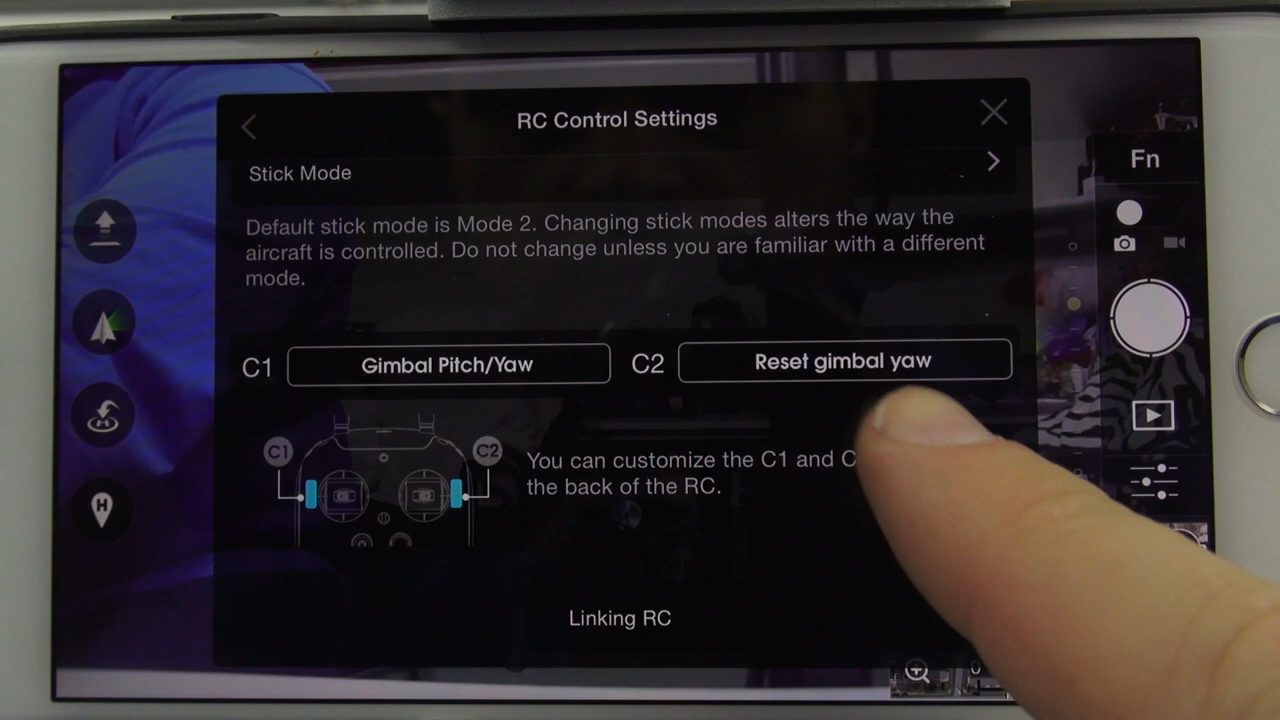 RC Control Settings
Fn
Stick Mode
Default stick mode is Mode 2. Changing stick modes alters the way the
aircraft is controlled. Do not change unless you are familiar with a different
mode.
C1 Gimbal Pitch/Yaw C2 Reset gimbal yaw
C1 C2
You can customize the C1 and
the back of the RC.
H
Linking RC